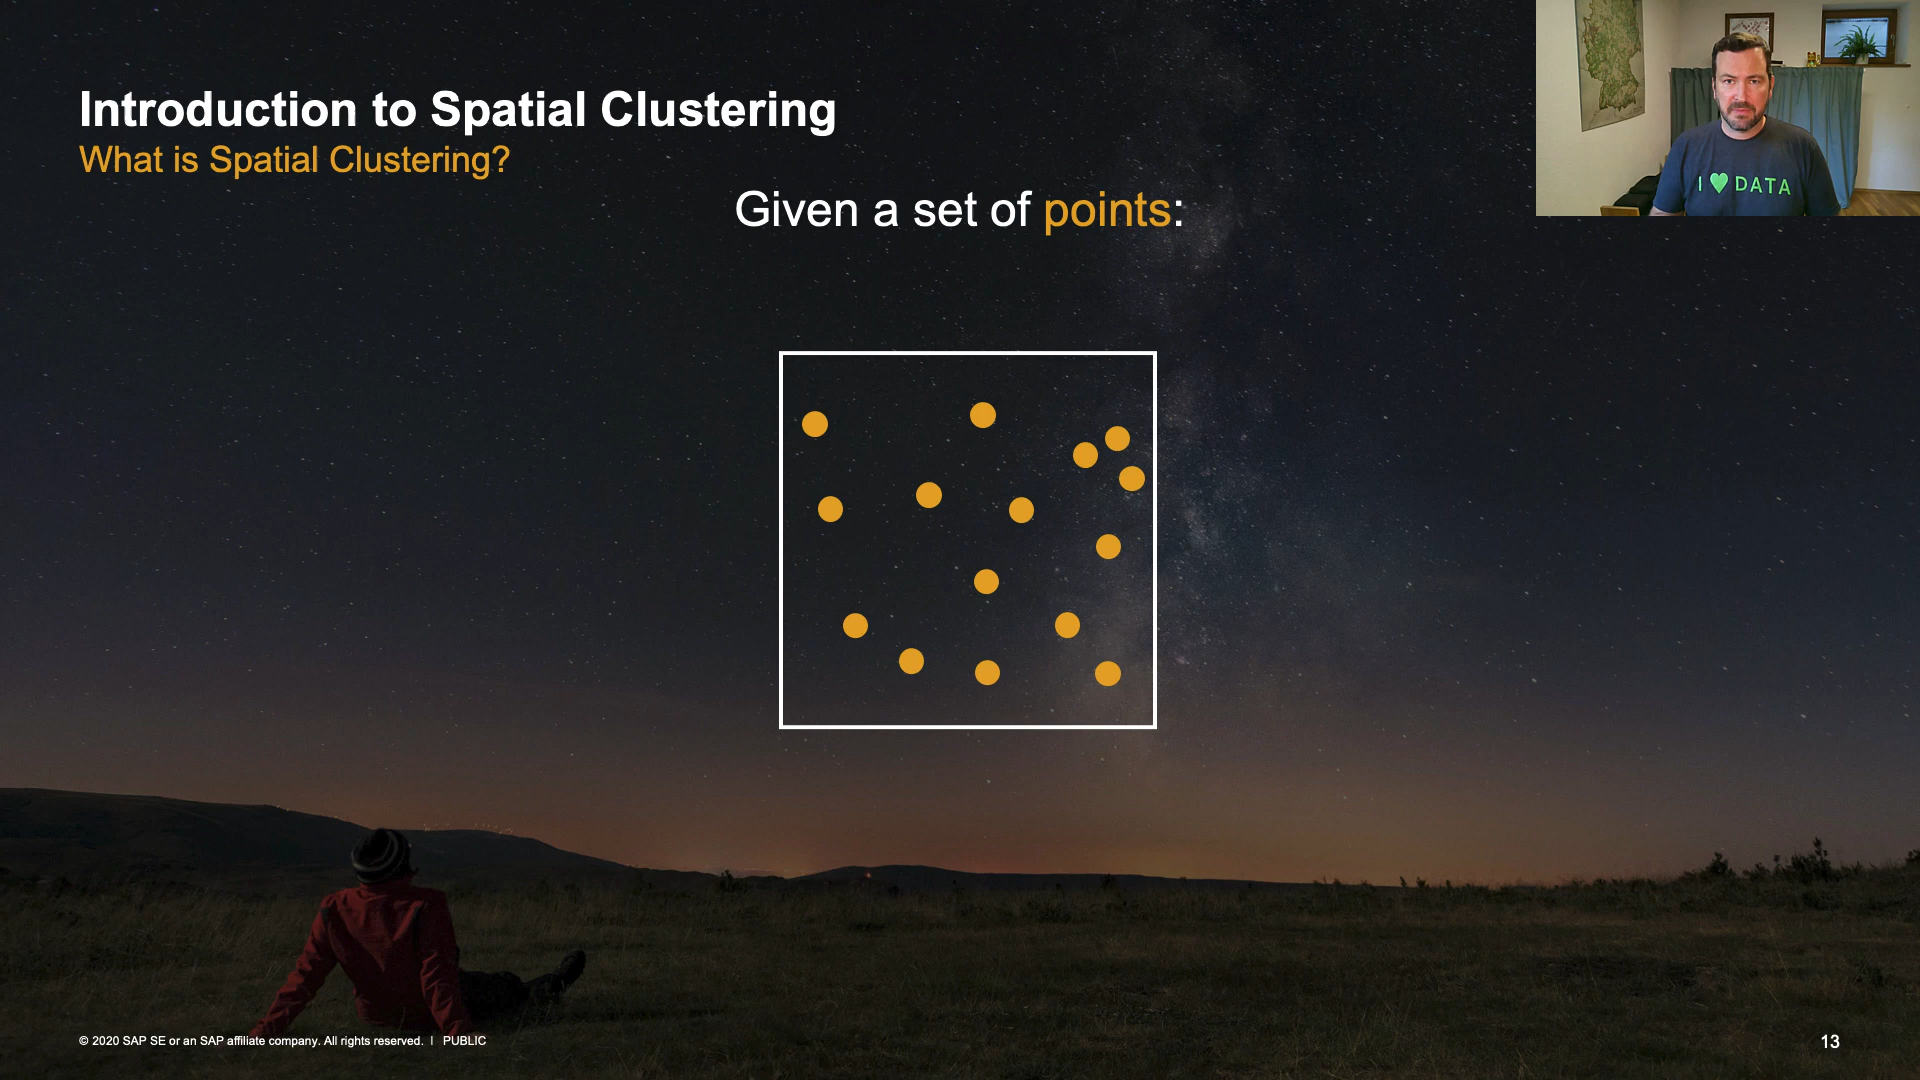 Introduction to Spatial Clustering
What is Spatial Clustering?
Given a set of points:
I 💚 DATA
© 2020 SAP SE or an SAP affiliate company. All rights reserved. | PUBLIC
13